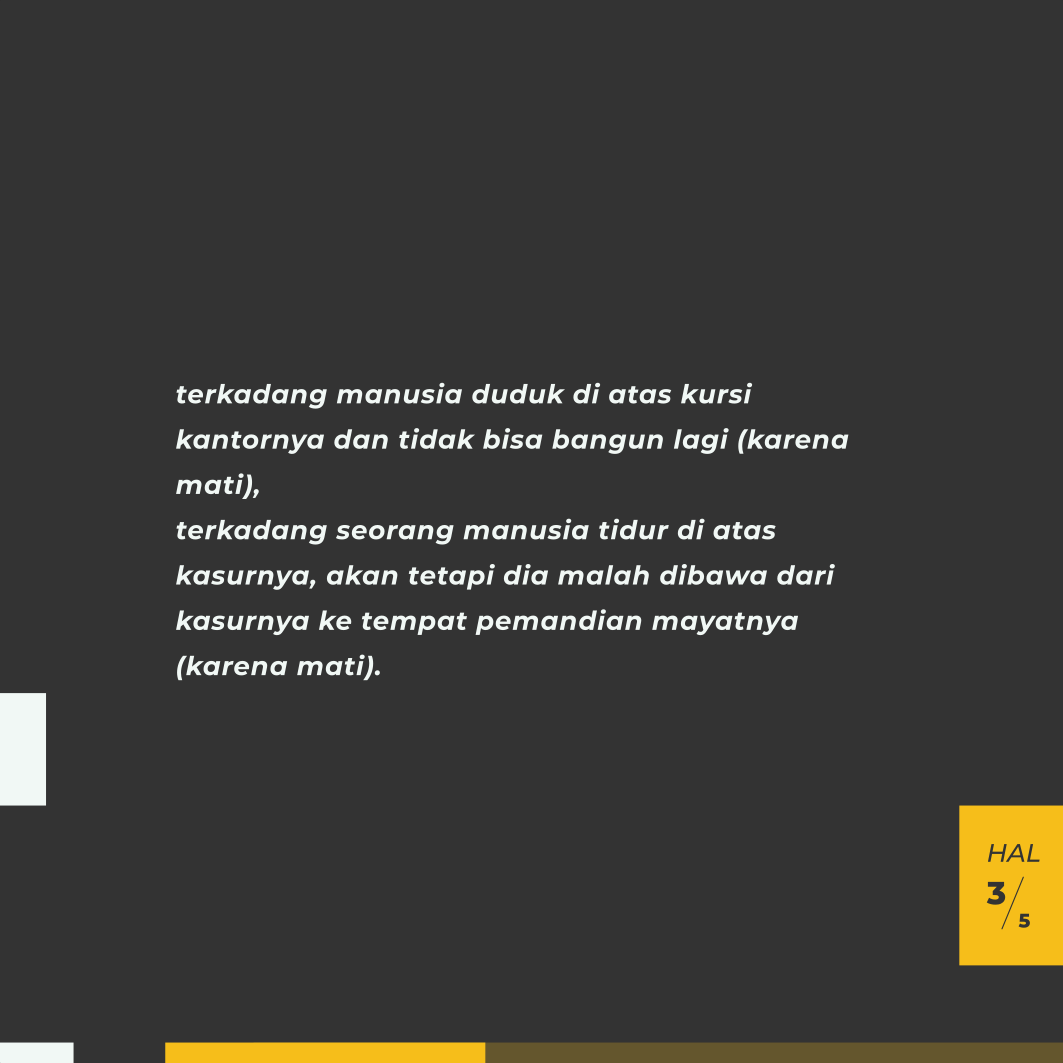 terkadang manusia duduk di atas kursi
kantornya dan tidak bisa bangun lagi (karena
mati),
terkadang seorang manusia tidur di atas
kasurnya, akan tetapi dia malah dibawa dari
kasurnya ke tempat pemandian mayatnya
(karena mati).
HAL
3/5